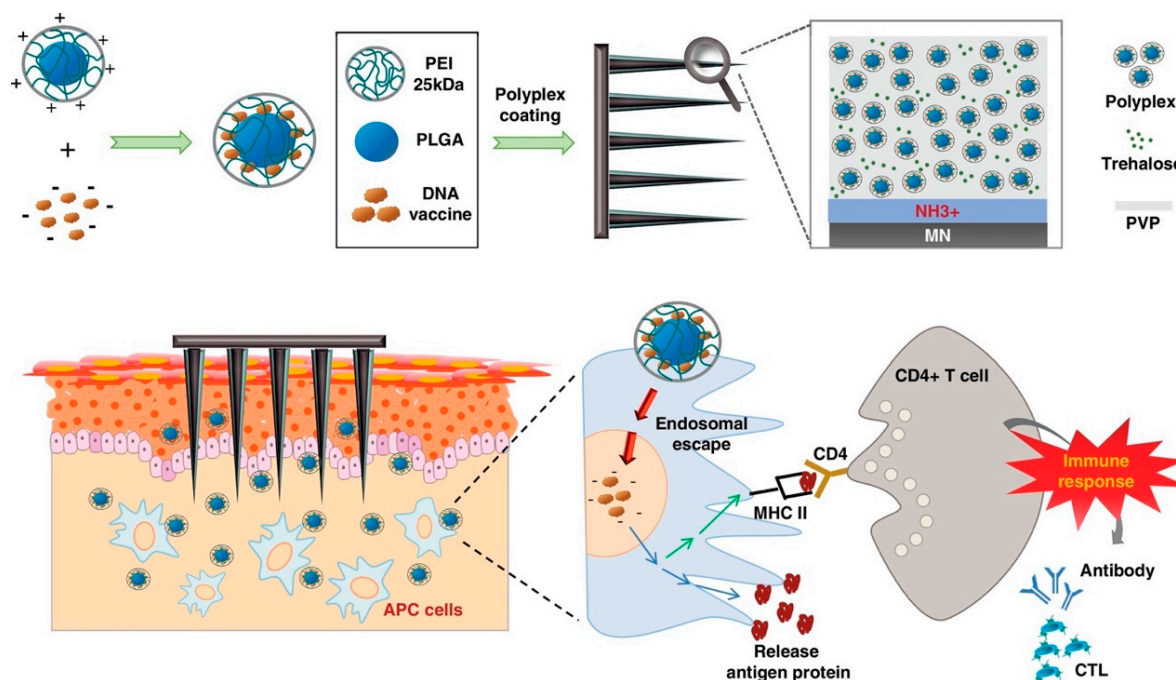 PEI
25kDa
PLGA
DNA
vaccine
Polyplex
coating
NH3+
MN
Polyplex
Trehalose
PVP
APC cells
Endosomal
escape
MHC II
CD4
CD4+ T cell
Immune
response
Release
antigen protein
Antibody
CTL